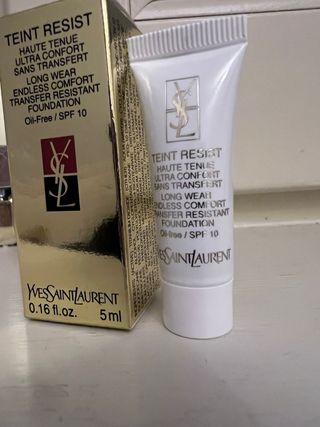 TEINT RESIST
HAUTE TENUE
ULTRA CONFORT
SANS TRANSFERT
LONG WEAR
ENDLESS COMFORT
TRANSFER RESISTANT
FOUNDATION
Oil-Free / SPF 10
YSL
YVESSAINTLAURENT
0.16 fl.oz. 5 ml
YSL
TEINT RESIST
HAUTE TENUE
ULTRA CONFORT
SANS TRANSFERT
LONG WEAR
ENDLESS COMFORT
TRANSFER RESISTANT
FOUNDATION
Oil-free / SPF 10
YVESSAINTLAURENT